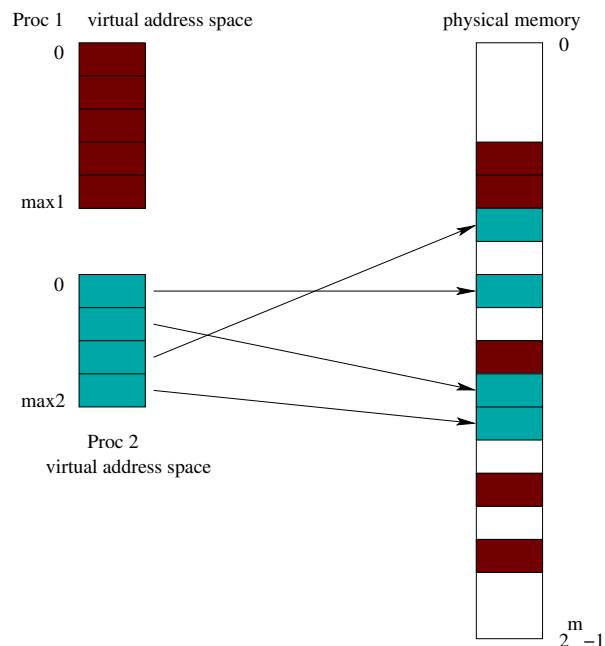 Proc 1 virtual address space
physical memory
0
0
max1
0
max2
Proc 2
virtual address space
m
2 −1